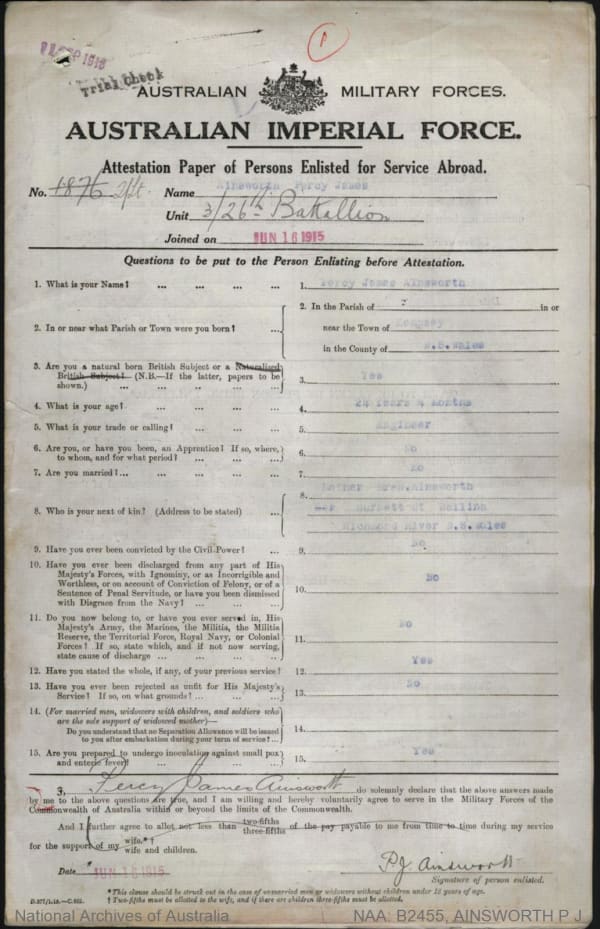 SEP 1915
1
Trial Check
AUSTRALIAN MILITARY FORCES.
AUSTRALIAN IMPERIAL FORCE.
Attestation Paper of Persons Enlisted for Service Abroad.
No. 1876 2/Lt. Name Ainsworth Percy James
Unit 3/26th Battallion
Joined on JUN 16 1915
Questions to be put to the Person Enlisting before Attestation.
1. What is your Name? ... ... ... ... 1. Percy James Ainsworth
2. In or near what Parish or Town were you born? ... 2. In the Parish of in or
near the Town of Kempsey
in the County of N.S.Wales
3. Are you a natural born British Subject or a Naturalised
British Subject? (N.B.—If the latter, papers to be
shown.) ... ... ... ... ... 3. Yes
4. What is your age? ... ... ... ... 4. 24 Years 4 Months
5. What is your trade or calling? ... ... ... 5. Engineer
6. Are you, or have you been, an Apprentice? If so, where,
to whom, and for what period? ... ... ... 6. No
7. Are you married?... ... ... ... ... 7. No
8. Who is your next of kin? (Address to be stated) ... 8. Mother Mrs.Ainsworth
Burnett St Ballina
Richmond River N.S.Wales
9. Have you ever been convicted by the Civil Power? ... 9. No
10. Have you ever been discharged from any part of His
Majesty's Forces, with Ignominy, or as Incorrigible and
Worthless, or on account of Conviction of Felony, or of a
Sentence of Penal Servitude, or have you been dismissed
with Disgrace from the Navy? ... ... ... 10. No
11. Do you now belong to, or have you ever served in, His
Majesty's Army, the Marines, the Militia, the Militia
Reserve, the Territorial Force, Royal Navy, or Colonial
Forces? If so, state which, and if not now serving,
state cause of discharge ... ... ... ... 11. No
12. Have you stated the whole, if any, of your previous service? 12. Yes
13. Have you ever been rejected as unfit for His Majesty's
Service? If so, on what grounds? ... ... ... 13. No
14. (For married men, widowers with children, and soldiers who
are the sole support of widowed mother)—
Do you understand that no Separation Allowance will be issued
to you after embarkation during your term of service? ... 14.
15. Are you prepared to undergo inoculation against small pox
and enteric fever? ... ... ... ... 15. Yes
I, Percy James Ainsworth do solemnly declare that the above answers made
by me to the above questions are true, and I am willing and hereby voluntarily agree to serve in the Military Forces of the
Commonwealth of Australia within or beyond the limits of the Commonwealth.
And I further agree to allot not less than two-fifths three-fifths of the pay payable to me from time to time during my service
for the support of my wife.*† wife and children.
Date JUN 16 1915 P.J. Ainsworth
Signature of person enlisted.
*This clause should be struck out in the case of unmarried men or widowers without children under 18 years of age.
D.877/1.15.—C.892. † Two-fifths must be allotted to the wife, and if there are children three-fifths must be allotted.
National Archives of Australia NAA: B2455, AINSWORTH P J